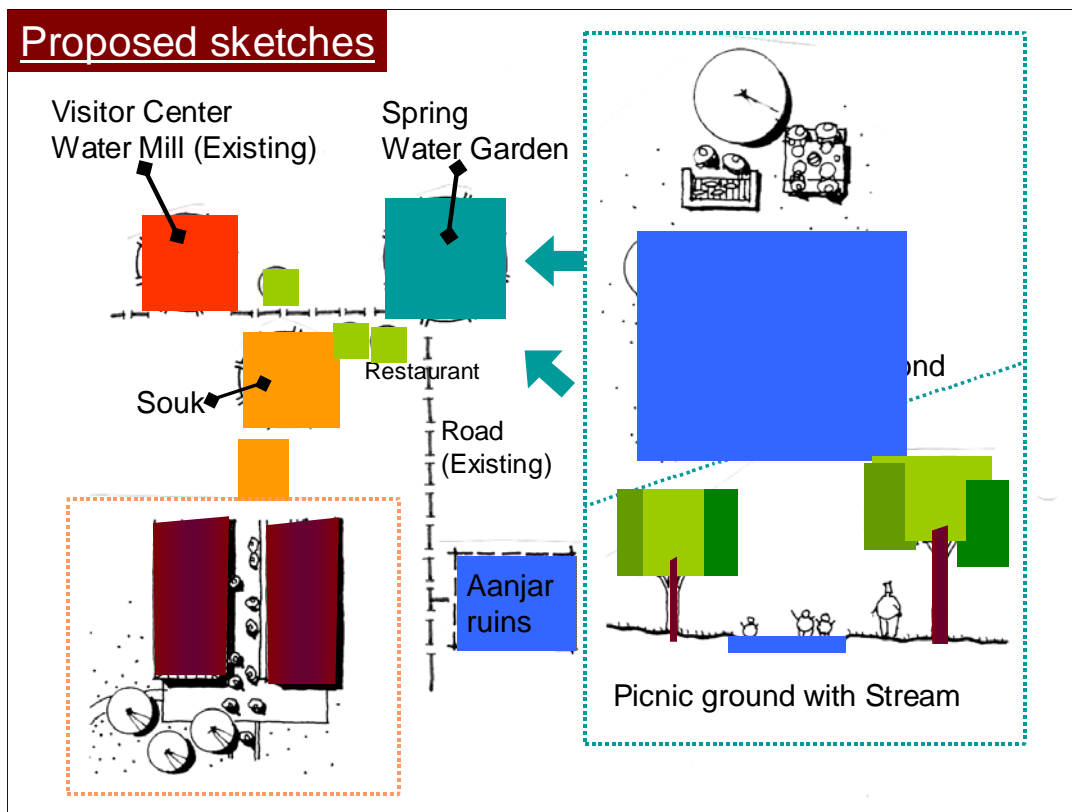 Proposed sketches
Visitor Center
Water Mill (Existing)
Spring
Water Garden
Restaurant
Souk
Road
(Existing)
Aanjar
ruins
Picnic ground with Stream